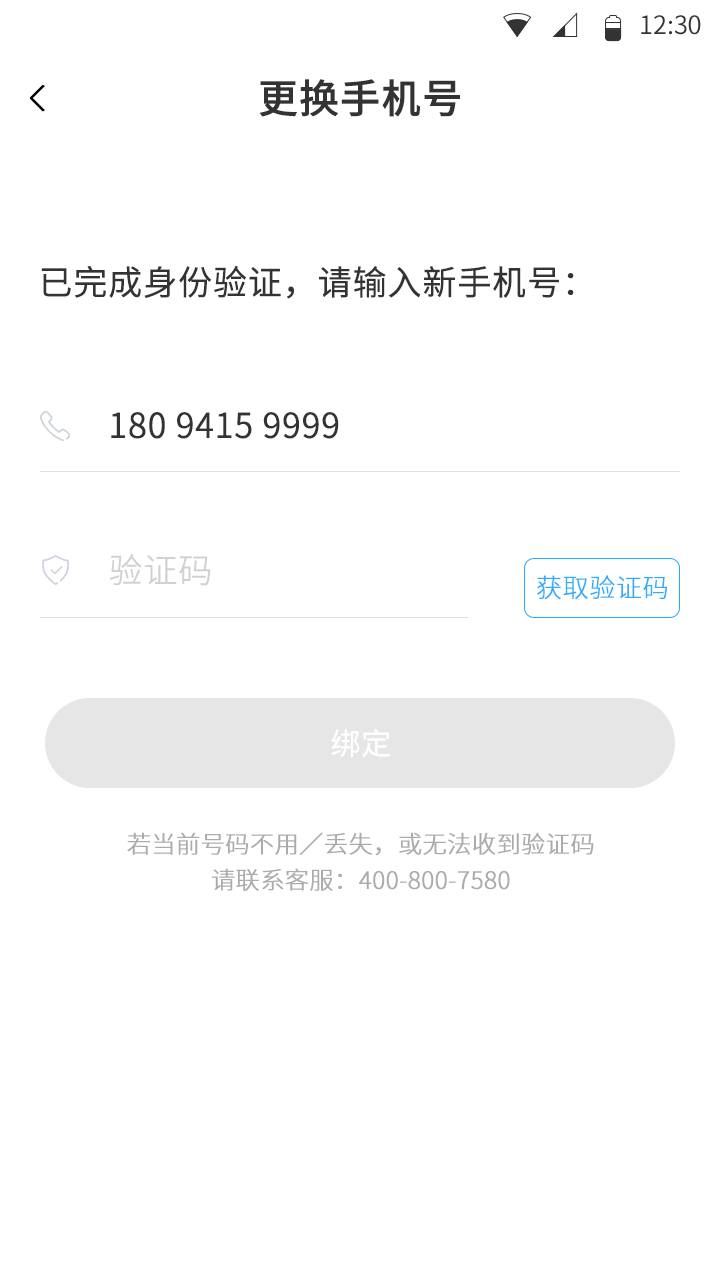 12:30
更换手机号
已完成身份验证，请输入新手机号：
180 9415 9999
验证码
获取验证码
绑定
若当前号码不用／丢失，或无法收到验证码
请联系客服：400-800-7580